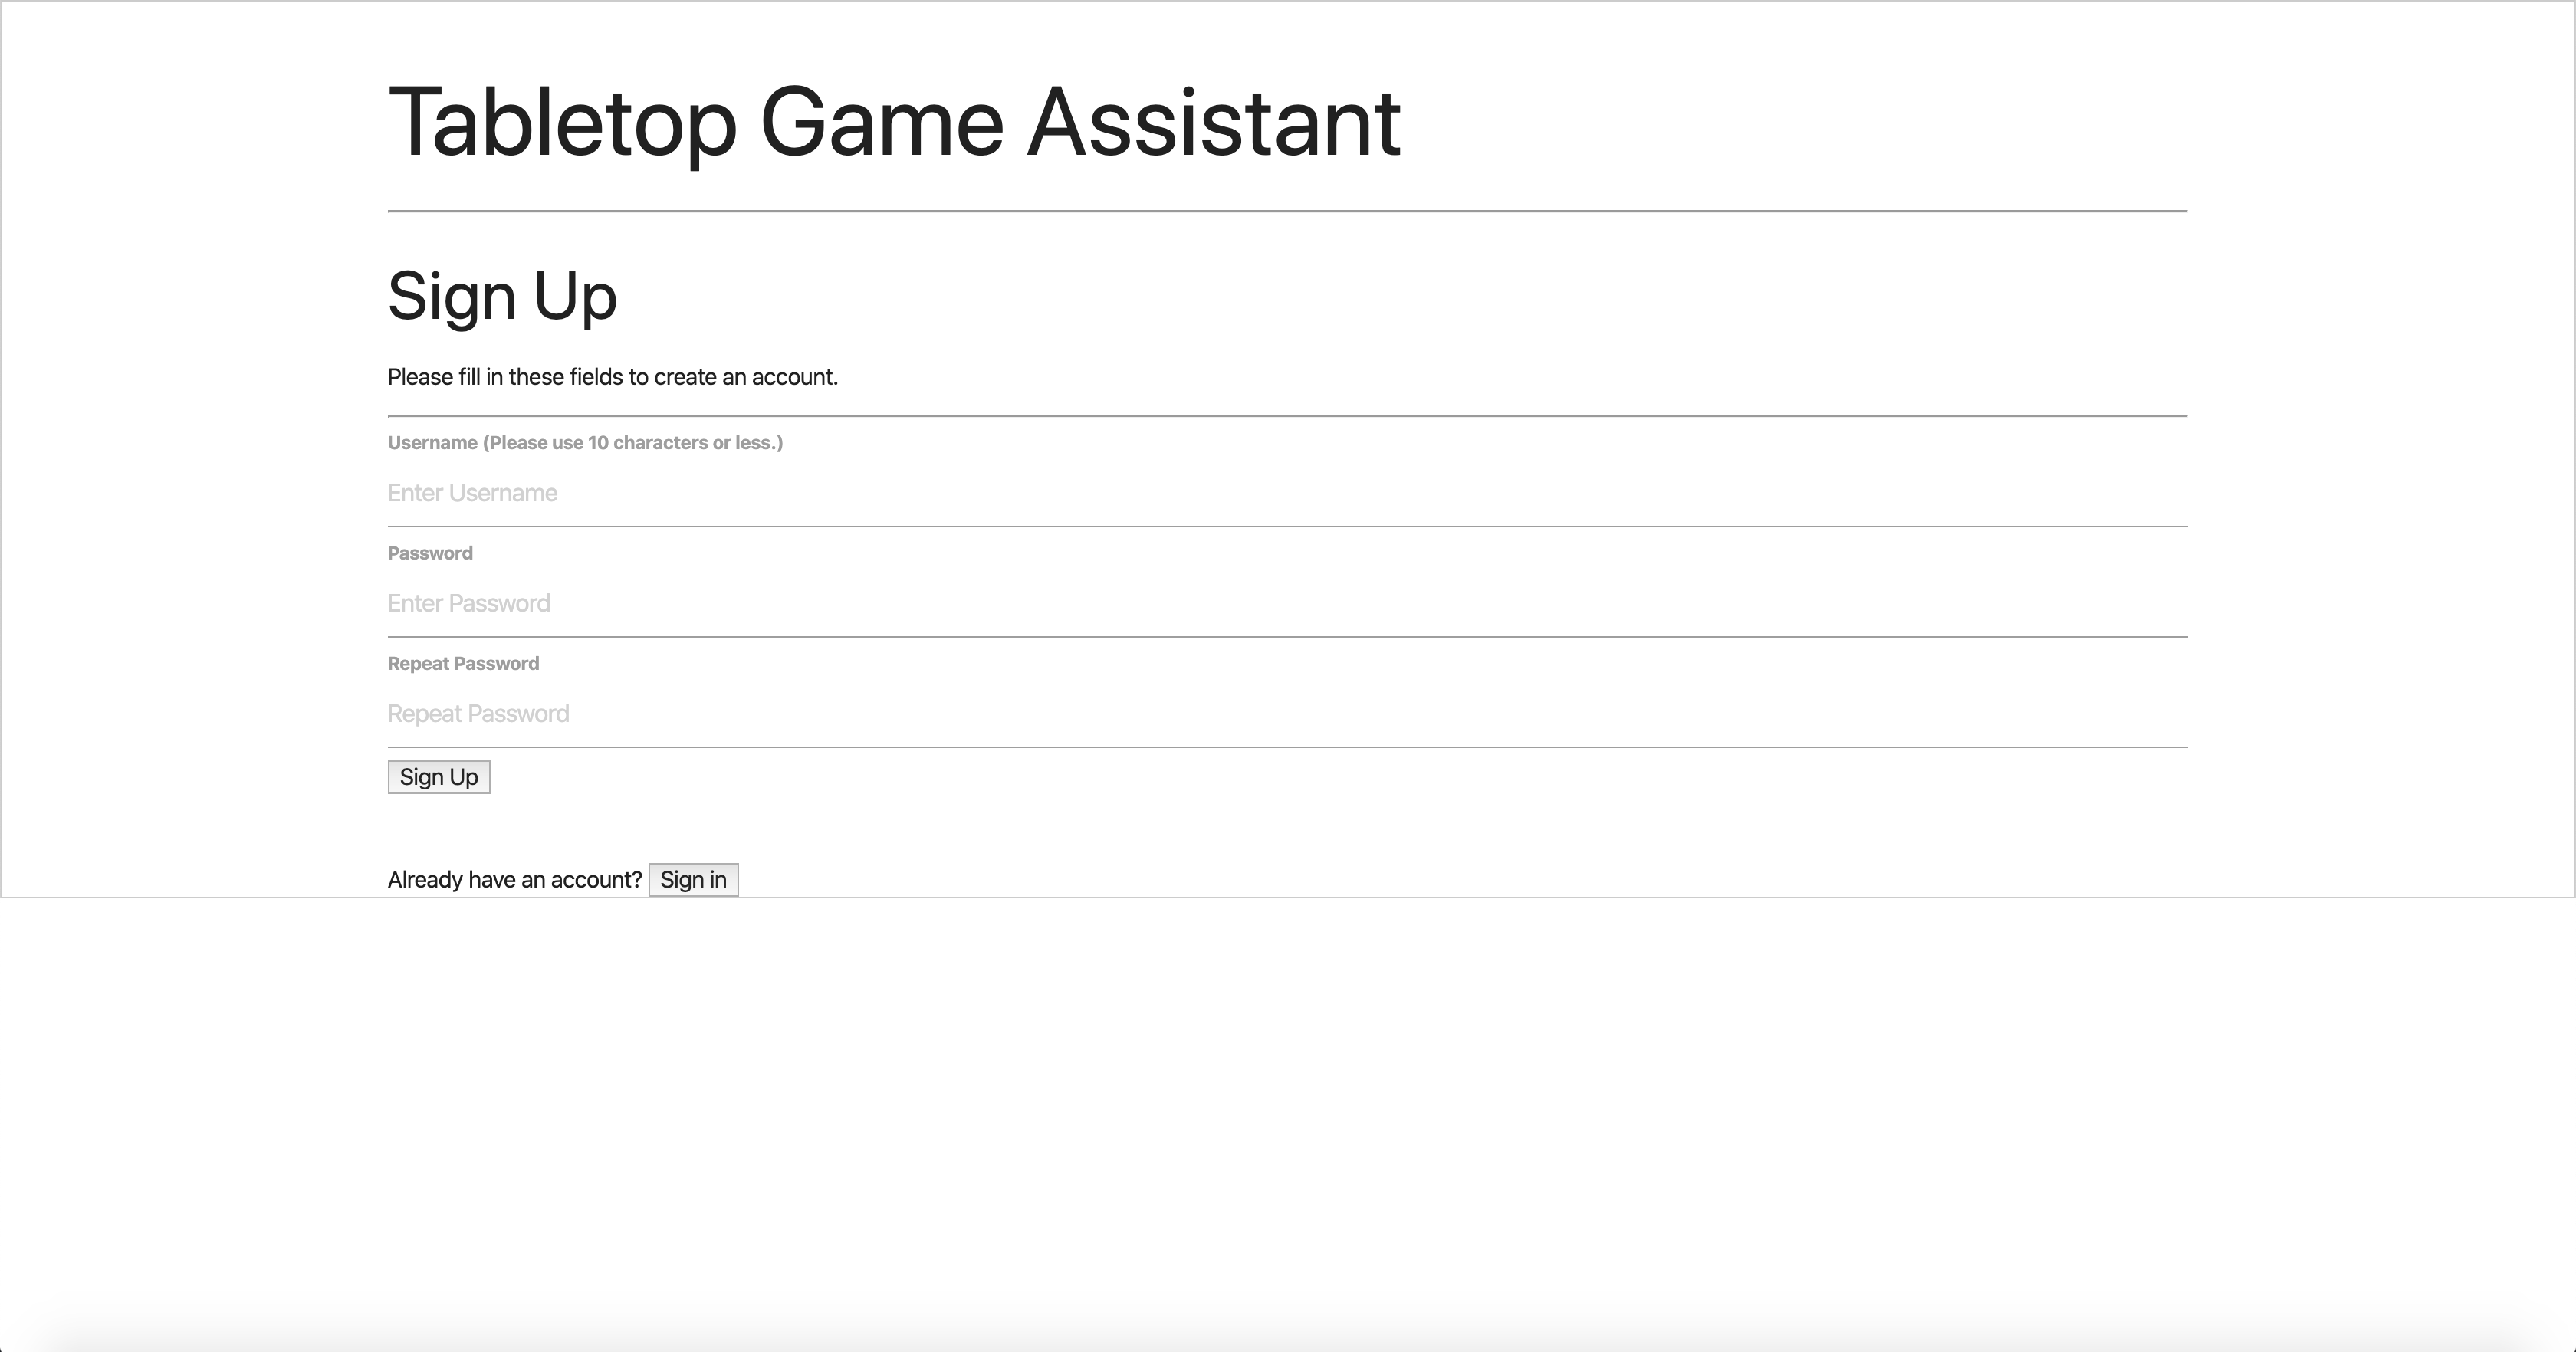 Tabletop Game Assistant
Sign Up
Please fill in these fields to create an account.
Username (Please use 10 characters or less.)
Enter Username
Password
Enter Password
Repeat Password
Repeat Password
Sign Up
Already have an account? Sign in